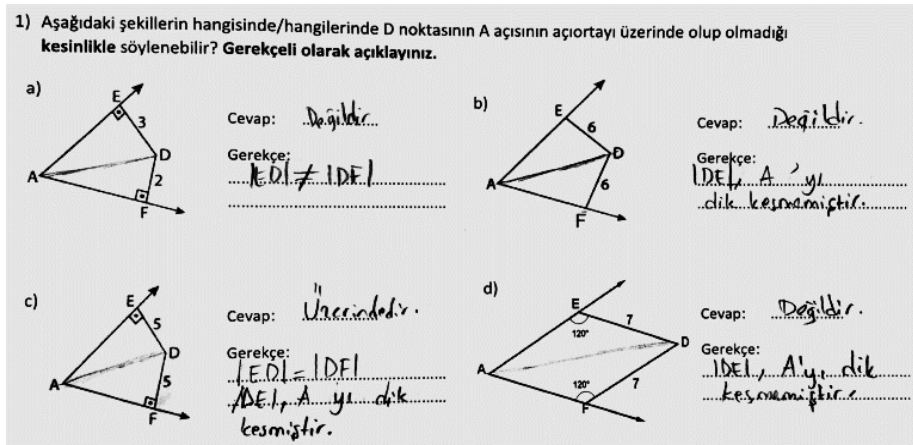 1) Aşağıdaki şekillerin hangisinde/hangilerinde D noktasının A açısının açıortayı üzerinde olup olmadığı
kesinlikle söylenebilir? Gerekçeli olarak açıklayınız.
a)
E
3
D
A
2
F
Cevap: Değildir.
Gerekçe:
|ED| ≠ |DF|
b)
E
6
D
A
6
F
Cevap: Değildir.
Gerekçe:
|DE|, A'yı
dik kesmemiştir.
c)
E
5
D
A
5
F
Cevap: Üzerindedir.
Gerekçe:
|ED| = |DF|
|DE|, A yı dik
kesmiştir.
d)
E
7
120°
D
A
120°
7
F
Cevap: Değildir.
Gerekçe:
|DE|, A'yı dik
kesmemiştir.